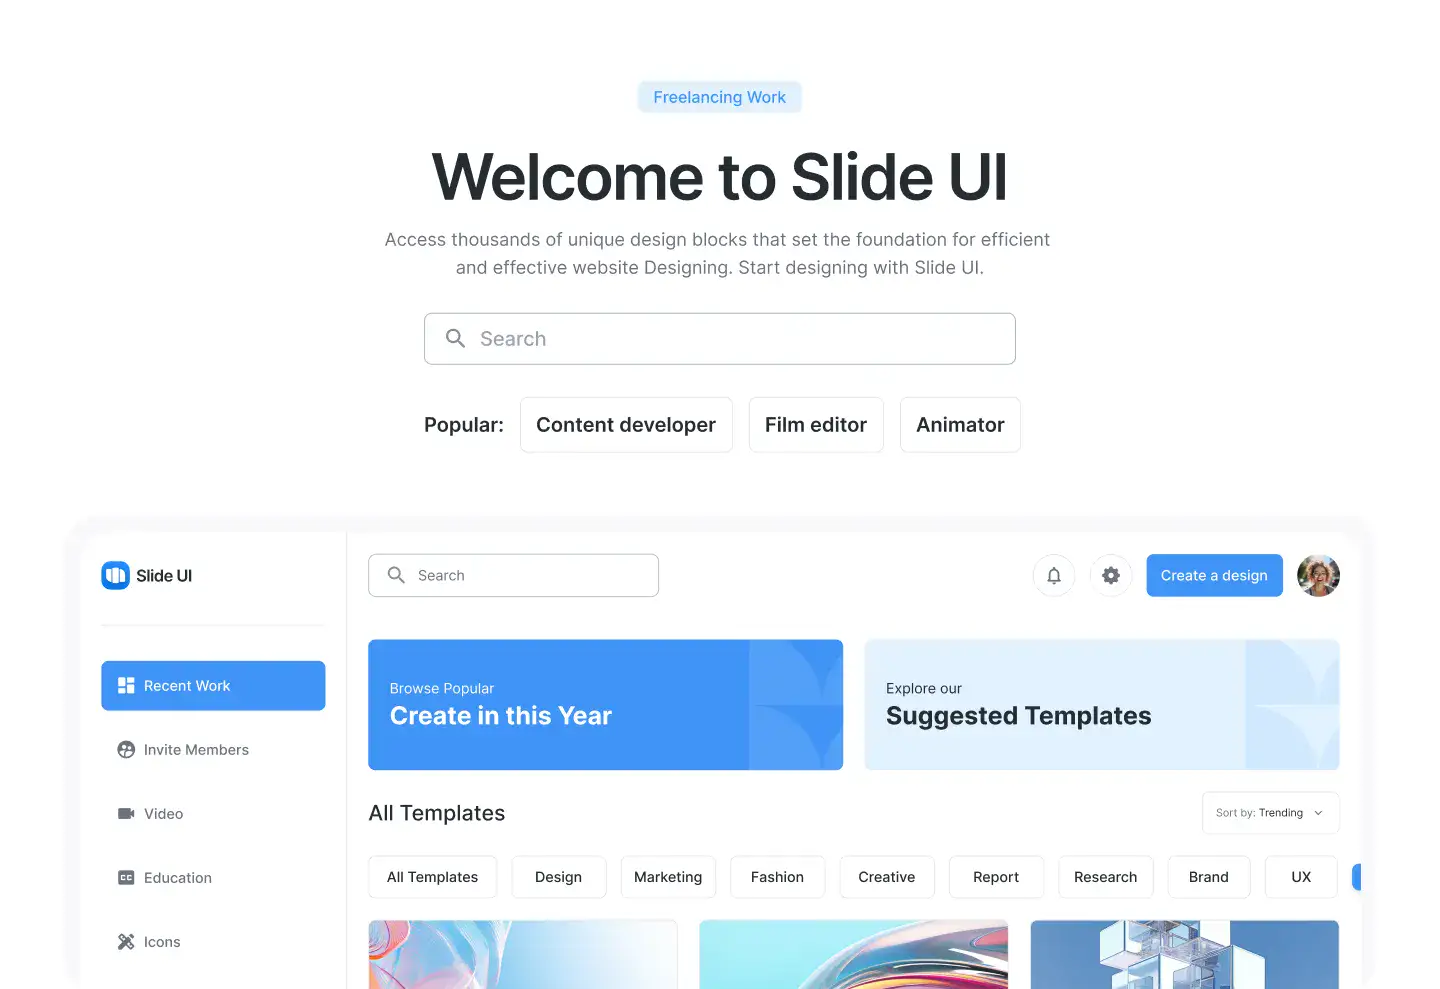 Freelancing Work
Welcome to Slide UI
Access thousands of unique design blocks that set the foundation for efficient
and effective website Designing. Start designing with Slide UI.
Search
Popular: Content developer Film editor Animator
Slide UI
Search
Create a design
Recent Work
Invite Members
Video
Education
CC
Icons
Browse Popular
Create in this Year
Explore our
Suggested Templates
All Templates
Sort by: Trending
All Templates Design Marketing Fashion Creative Report Research Brand UX